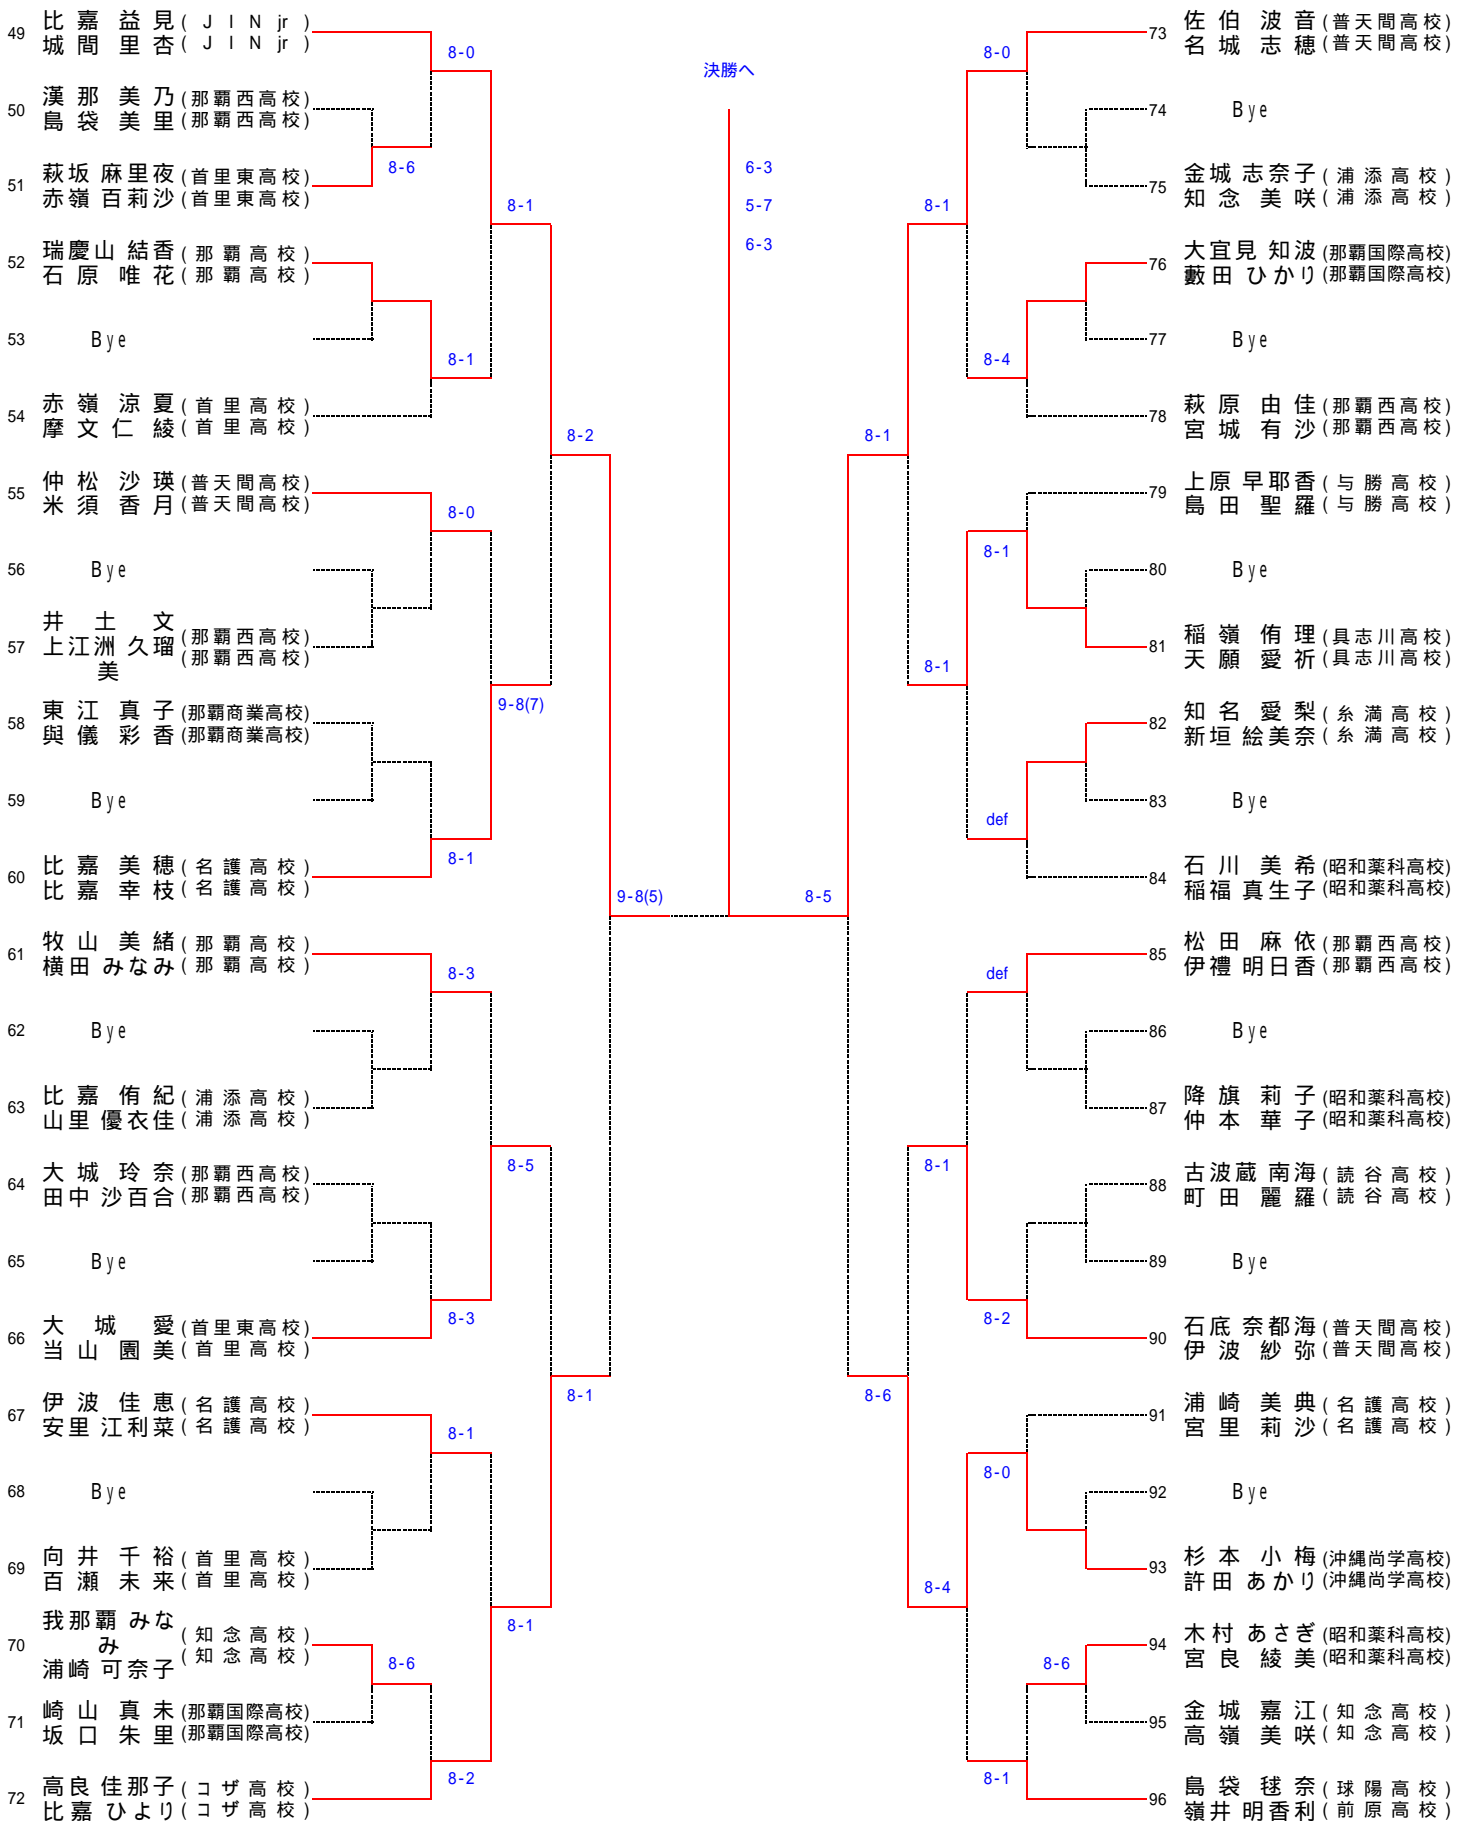 49 比嘉 益見 (ＪＩＮjr)
城間 里杏 (ＪＩＮjr)
8-0
50 漢那 美乃 (那覇西高校)
島袋 美里 (那覇西高校)
8-6
51 萩坂 麻里夜 (首里東高校)
赤嶺 百莉沙 (首里東高校)
8-1
52 瑞慶山 結香 (那覇高校)
石原 唯花 (那覇高校)
53 Bye
8-1
54 赤嶺 涼夏 (首里高校)
摩文仁 綾 (首里高校)
8-2
55 仲松 沙瑛 (普天間高校)
米須 香月 (普天間高校)
8-0
56 Bye
57 井土 文 (那覇西高校)
上江洲 久瑠美 (那覇西高校)
9-8(7)
58 東江 真子 (那覇商業高校)
與儀 彩香 (那覇商業高校)
59 Bye
8-1
60 比嘉 美穂 (名護高校)
比嘉 幸枝 (名護高校)
9-8(5)
61 牧山 美緒 (那覇高校)
横田 みなみ (那覇高校)
8-3
62 Bye
63 比嘉 侑紀 (浦添高校)
山里 優衣佳 (浦添高校)
8-5
64 大城 玲奈 (那覇西高校)
田中 沙百合 (那覇西高校)
65 Bye
8-3
66 大城 愛 (首里東高校)
当山 園美 (首里高校)
8-1
67 伊波 佳恵 (名護高校)
安里 江利菜 (名護高校)
8-1
68 Bye
69 向井 千裕 (首里高校)
百瀬 未来 (首里高校)
8-1
70 我那覇 みなみ (知念高校)
浦崎 可奈子 (知念高校)
8-6
71 崎山 真未 (那覇国際高校)
坂口 朱里 (那覇国際高校)
8-2
72 高良 佳那子 (コザ高校)
比嘉 ひより (コザ高校)
決勝へ
6-3
5-7
6-3
73 佐伯 波音 (普天間高校)
名城 志穂 (普天間高校)
8-0
74 Bye
75 金城 志奈子 (浦添高校)
知念 美咲 (浦添高校)
8-1
76 大宜見 知波 (那覇国際高校)
藪田 ひかり (那覇国際高校)
77 Bye
8-4
78 萩原 由佳 (那覇西高校)
宮城 有沙 (那覇西高校)
8-1
79 上原 早耶香 (与勝高校)
島田 聖羅 (与勝高校)
8-1
80 Bye
81 稲嶺 侑理 (具志川高校)
天願 愛祈 (具志川高校)
8-1
82 知名 愛梨 (糸満高校)
新垣 絵美奈 (糸満高校)
83 Bye
def
84 石川 美希 (昭和薬科高校)
稲福 真生子 (昭和薬科高校)
8-5
85 松田 麻依 (那覇西高校)
伊禮 明日香 (那覇西高校)
def
86 Bye
87 降旗 莉子 (昭和薬科高校)
仲本 華子 (昭和薬科高校)
8-1
88 古波蔵 南海 (読谷高校)
町田 麗羅 (読谷高校)
89 Bye
8-2
90 石底 奈都海 (普天間高校)
伊波 紗弥 (普天間高校)
8-6
91 浦崎 美典 (名護高校)
宮里 莉沙 (名護高校)
8-0
92 Bye
93 杉本 小梅 (沖縄尚学高校)
許田 あかり (沖縄尚学高校)
8-4
94 木村 あさぎ (昭和薬科高校)
宮良 綾美 (昭和薬科高校)
8-6
95 金城 嘉江 (知念高校)
高嶺 美咲 (知念高校)
8-1
96 島袋 毬奈 (球陽高校)
嶺井 明香利 (前原高校)